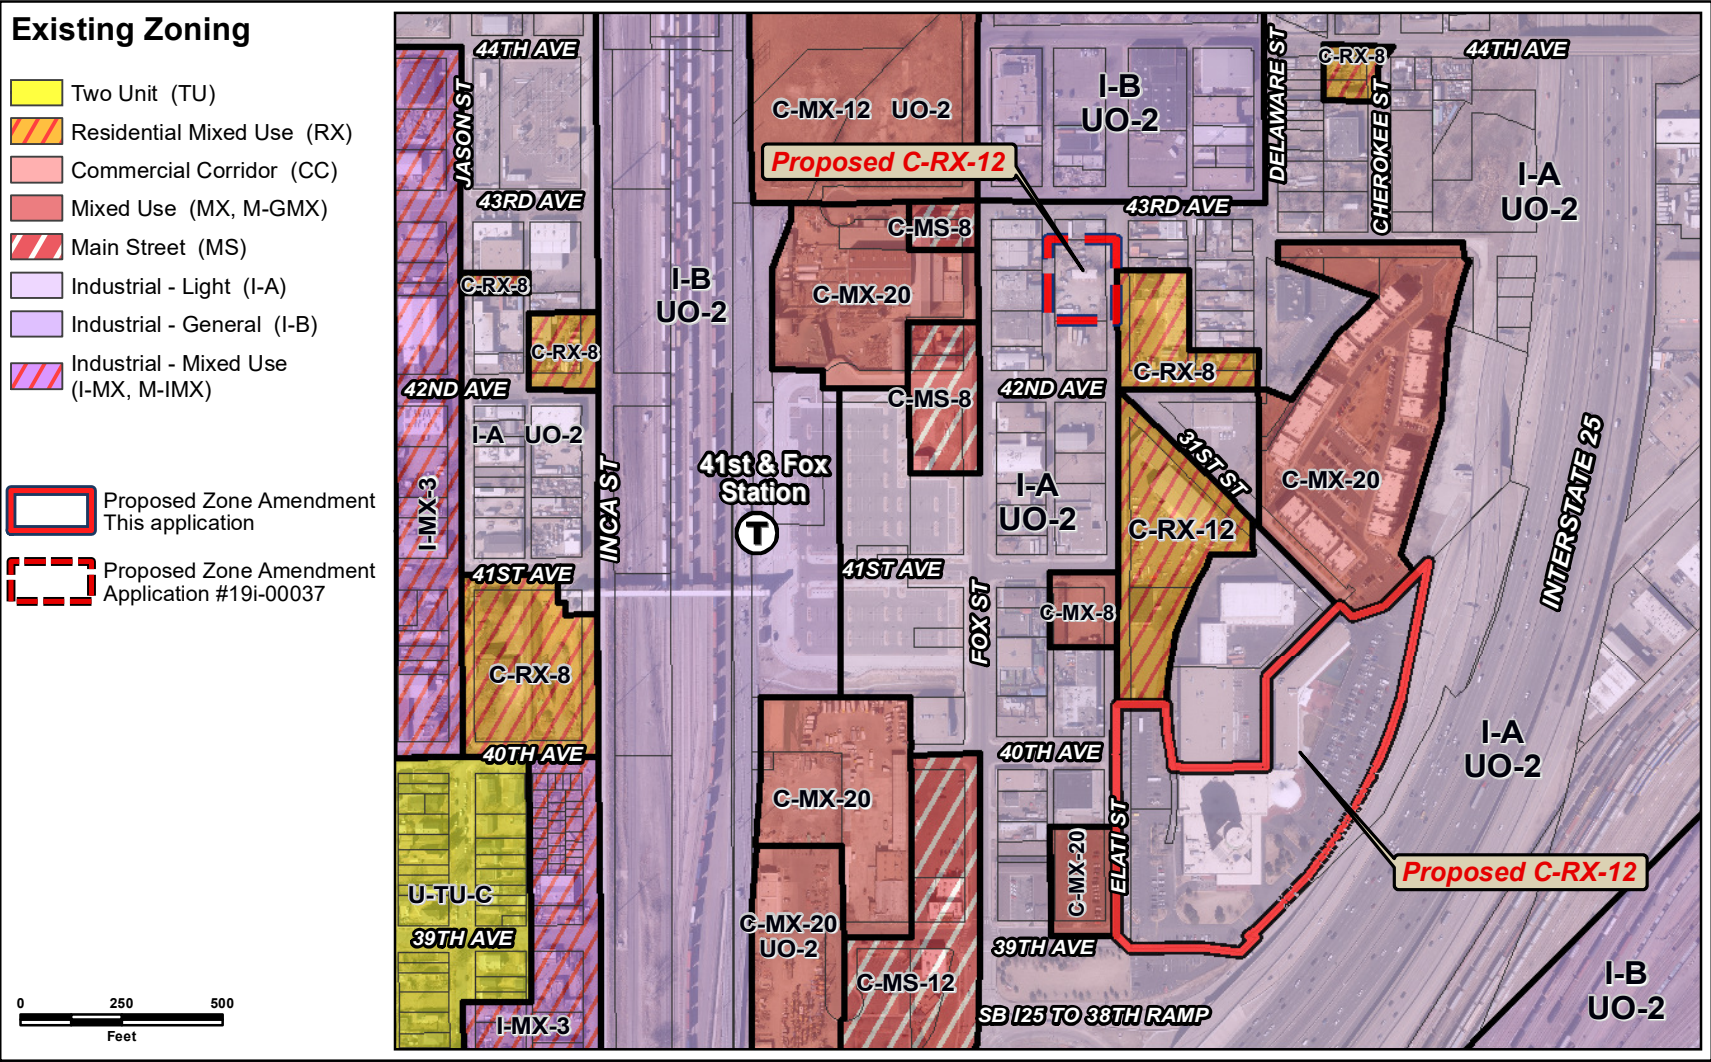 Existing Zoning
Two Unit (TU)
Residential Mixed Use (RX)
Commercial Corridor (CC)
Mixed Use (MX, M-GMX)
Main Street (MS)
Industrial - Light (I-A)
Industrial - General (I-B)
Industrial - Mixed Use
(I-MX, M-IMX)
Proposed Zone Amendment
This application
Proposed Zone Amendment
Application #19i-00037
0 250 500
Feet
44TH AVE
JASON ST
43RD AVE
C-RX-8
C-RX-8
42ND AVE
I-A UO-2
I-MX-3
INCA ST
41ST AVE
C-RX-8
40TH AVE
U-TU-C
39TH AVE
I-MX-3
I-B
UO-2
41st & Fox
Station
T
C-MX-12 UO-2
Proposed C-RX-12
C-MS-8
C-MX-20
C-MS-8
41ST AVE
FOX ST
C-MX-20
C-MX-20
UO-2
C-MS-12
I-B
UO-2
DELAWARE ST
C-RX-8
CHEROKEE ST
44TH AVE
I-A
UO-2
43RD AVE
C-RX-8
42ND AVE
31ST ST
C-MX-20
I-A
UO-2
C-RX-12
INTERSTATE 25
C-MX-8
40TH AVE
I-A
UO-2
C-MX-20
ELATI ST
Proposed C-RX-12
39TH AVE
SB I25 TO 38TH RAMP
I-B
UO-2